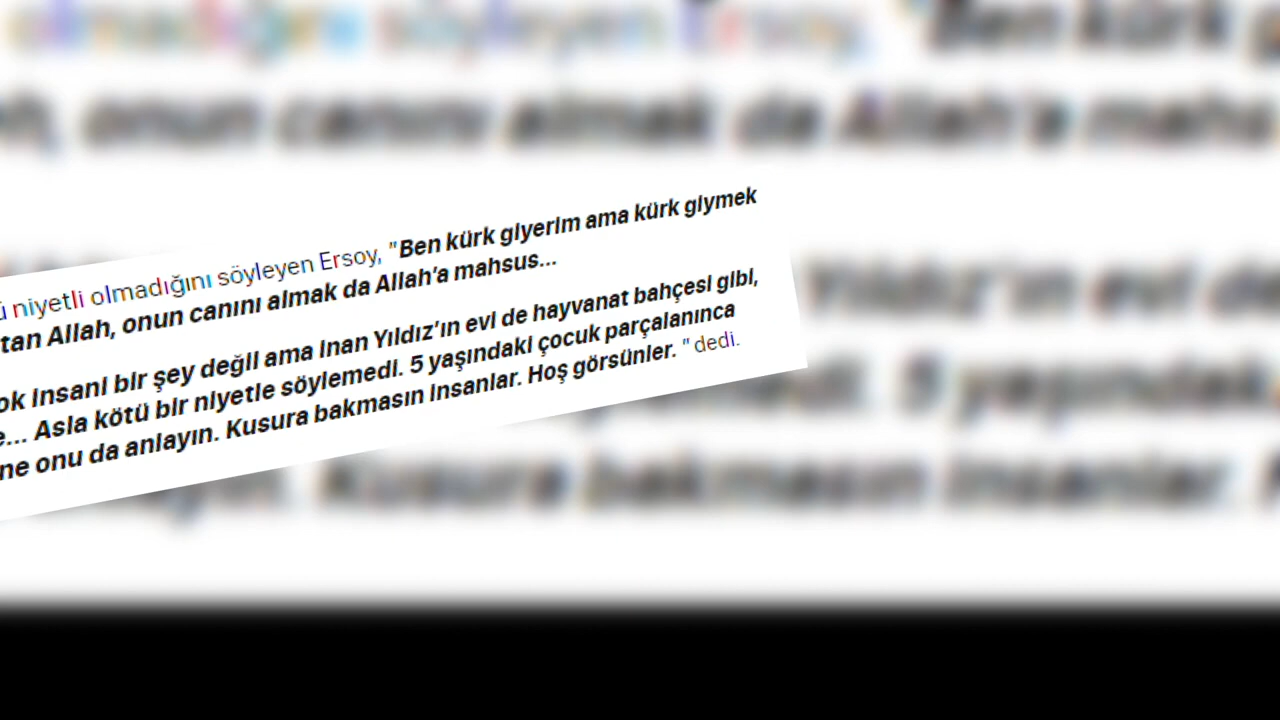 niyetli olmadığını söyleyen Ersoy, "Ben kürk giyerim ama kürk giymek
tan Allah, onun canını almak da Allah'a mahsus...
ok insani bir şey değil ama inan Yıldız'ın evi de hayvanat bahçesi gibi,
e... Asla kötü bir niyetle söylemedi. 5 yaşındaki çocuk parçalanınca
ne onu da anlayın. Kusura bakmasın insanlar. Hoş görsünler. " dedi.